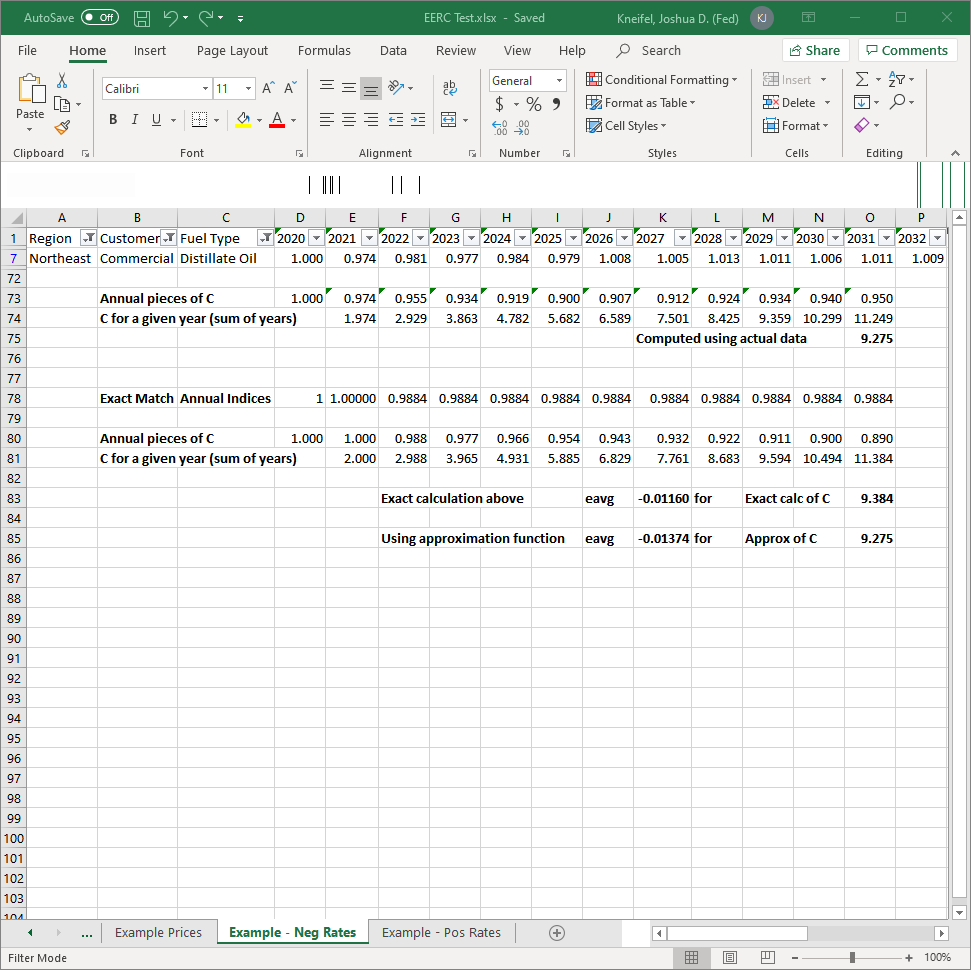 AutoSave Off EERC Test.xlsx - Saved Kneifel, Joshua D. (Fed) KJ
File Home Insert Page Layout Formulas Data Review View Help Search Share Comments
Paste
Calibri 11
B I U A
ab
General
$ % 9
Conditional Formatting
Format as Table
Cell Styles
Insert
Delete
Format
Clipboard Font Alignment Number Styles Cells Editing
A B C D E F G H I J K L M N O P
1 Region Customer Fuel Type 2020 2021 2022 2023 2024 2025 2026 2027 2028 2029 2030 2031 2032
7 Northeast Commercial Distillate Oil 1.000 0.974 0.981 0.977 0.984 0.979 1.008 1.005 1.013 1.011 1.006 1.011 1.009
72
73 Annual pieces of C 1.000 0.974 0.955 0.934 0.919 0.900 0.907 0.912 0.924 0.934 0.940 0.950
74 C for a given year (sum of years) 1.974 2.929 3.863 4.782 5.682 6.589 7.501 8.425 9.359 10.299 11.249
75 Computed using actual data 9.275
76
77
78 Exact Match Annual Indices 1 1.00000 0.9884 0.9884 0.9884 0.9884 0.9884 0.9884 0.9884 0.9884 0.9884 0.9884
79
80 Annual pieces of C 1.000 1.000 0.988 0.977 0.966 0.954 0.943 0.932 0.922 0.911 0.900 0.890
81 C for a given year (sum of years) 2.000 2.988 3.965 4.931 5.885 6.829 7.761 8.683 9.594 10.494 11.384
82
83 Exact calculation above eavg -0.01160 for Exact calc of C 9.384
84
85 Using approximation function eavg -0.01374 for Approx of C 9.275
86
87
88
89
90
91
92
93
94
95
96
97
98
99
100
101
102
103
104
... Example Prices Example - Neg Rates Example - Pos Rates
Filter Mode 100%